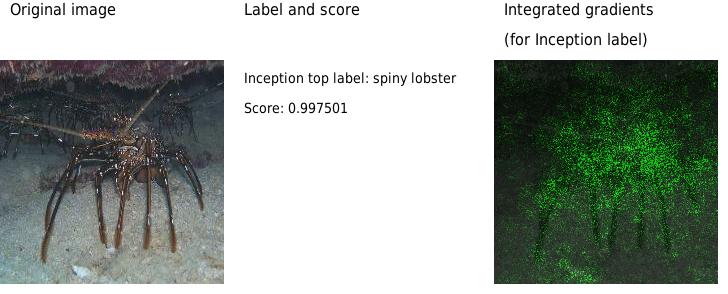 Original image
Label and score
Integrated gradients
(for Inception label)
Inception top label: spiny lobster
Score: 0.997501